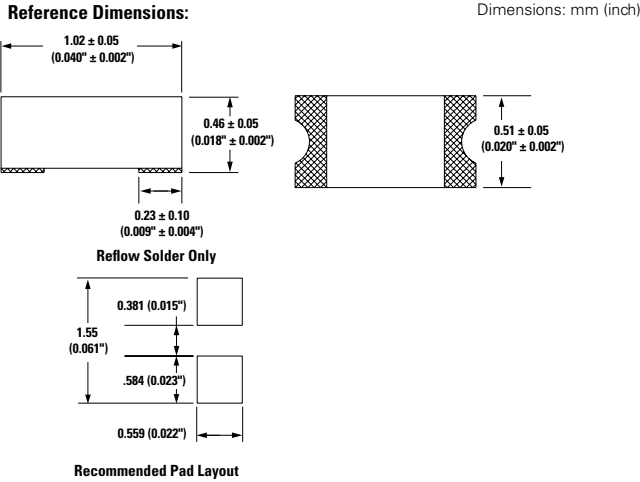 Reference Dimensions:
Dimensions: mm (inch)
1.02 ± 0.05
(0.040" ± 0.002")
0.46 ± 0.05
(0.018" ± 0.002")
0.51 ± 0.05
(0.020" ± 0.002")
0.23 ± 0.10
(0.009" ± 0.004")
Reflow Solder Only
0.381 (0.015")
1.55
(0.061")
.584 (0.023")
0.559 (0.022")
Recommended Pad Layout